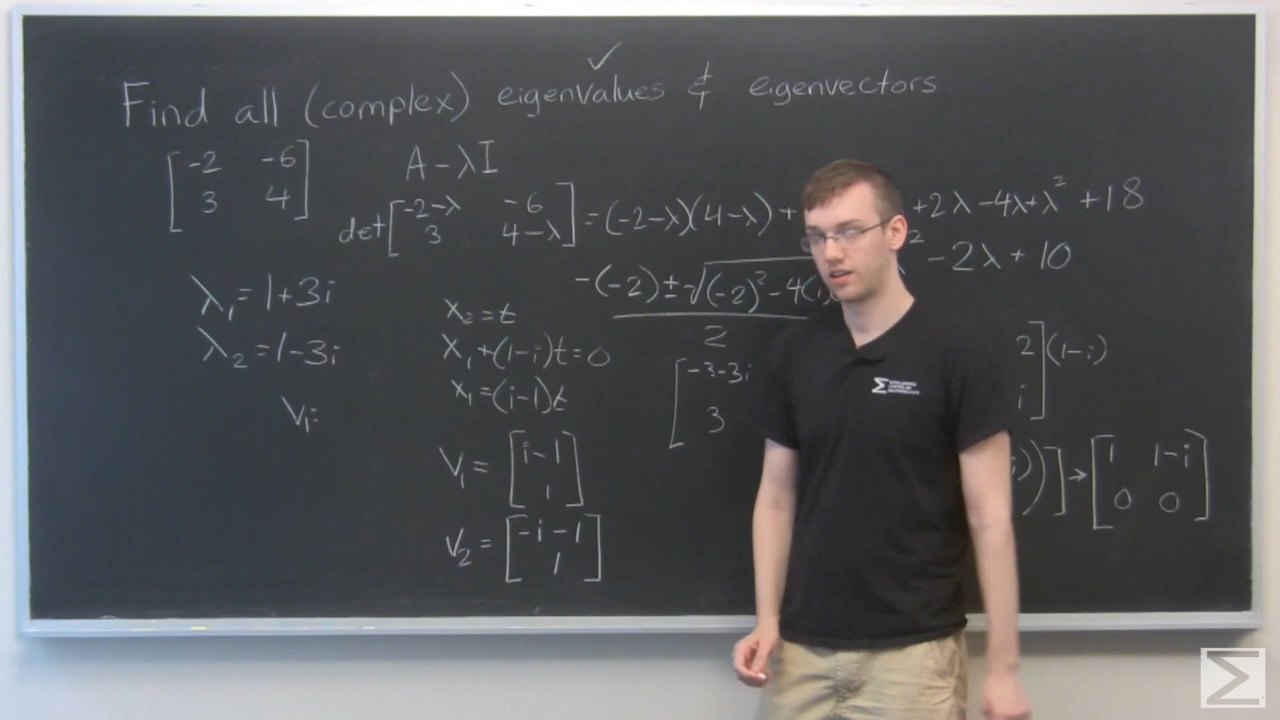 ✓
Find all (complex) eigenvalues & eigenvectors
[-2 -6
3 4]
A-λI
det[-2-λ -6
3 4-λ] = (-2-λ)(4-λ)+ +2λ-4λ+λ² +18
² -2λ+10
λ₁=1+3i
λ₂=1-3i
V₁:
-(-2)±√(-2)²-4(1)
2
x₂=t
x₁+(1-i)t=0
x₁=(i-1)t
V₁=[i-1
1]
V₂=[-i-1
1]
[-3-3i
3
2](1-i)
i]
i)]→[1 1-i
0 0]
Σ
Σ